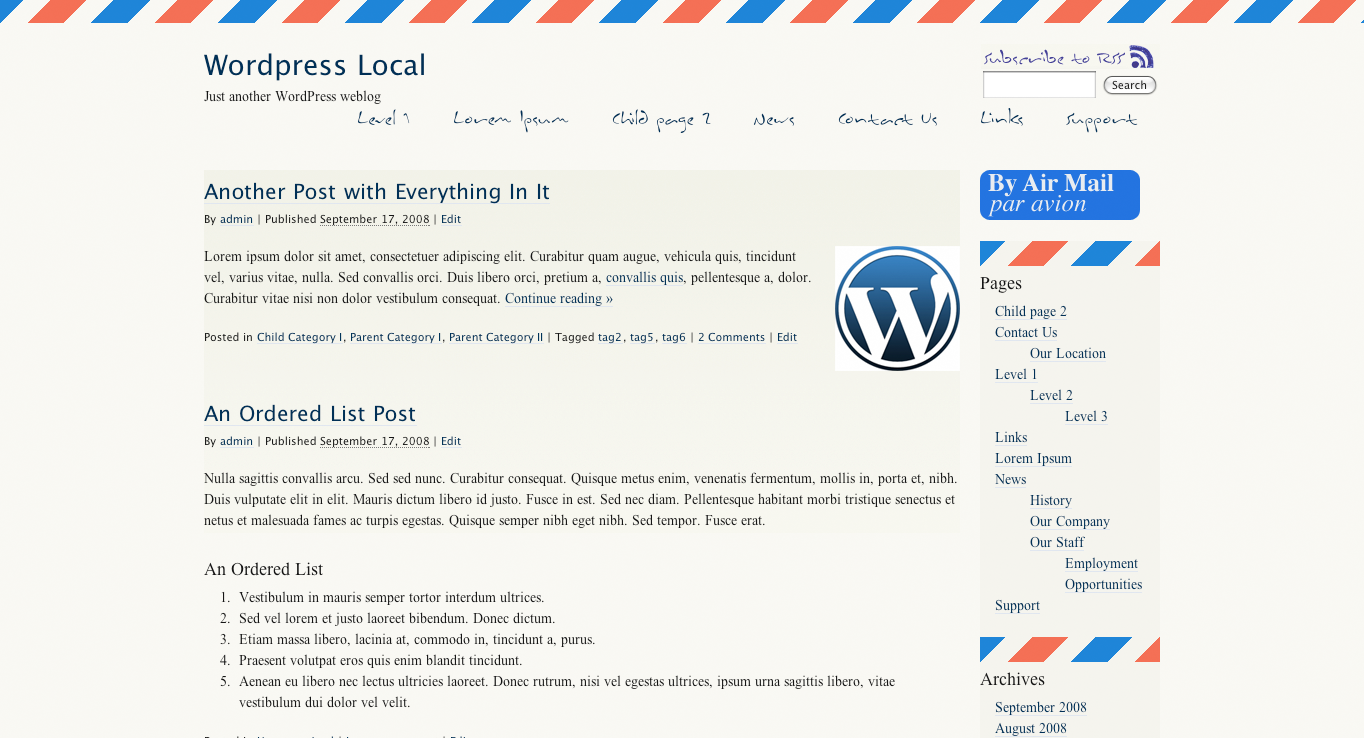 Wordpress Local
Just another WordPress weblog
Subscribe to RSS
Search
Level 1 Lorem Ipsum Child page 2 News Contact Us Links Support
Another Post with Everything In It
By admin | Published September 17, 2008 | Edit
Lorem ipsum dolor sit amet, consectetuer adipiscing elit. Curabitur quam augue, vehicula quis, tincidunt
vel, varius vitae, nulla. Sed convallis orci. Duis libero orci, pretium a, convallis quis, pellentesque a, dolor.
Curabitur vitae nisi non dolor vestibulum consequat. Continue reading »
W
Posted in Child Category I, Parent Category I, Parent Category II | Tagged tag2, tag5, tag6 | 2 Comments | Edit
An Ordered List Post
By admin | Published September 17, 2008 | Edit
Nulla sagittis convallis arcu. Sed sed nunc. Curabitur consequat. Quisque metus enim, venenatis fermentum, mollis in, porta et, nibh.
Duis vulputate elit in elit. Mauris dictum libero id justo. Fusce in est. Sed nec diam. Pellentesque habitant morbi tristique senectus et
netus et malesuada fames ac turpis egestas. Quisque semper nibh eget nibh. Sed tempor. Fusce erat.
An Ordered List
1. Vestibulum in mauris semper tortor interdum ultrices.
2. Sed vel lorem et justo laoreet bibendum. Donec dictum.
3. Etiam massa libero, lacinia at, commodo in, tincidunt a, purus.
4. Praesent volutpat eros quis enim blandit tincidunt.
5. Aenean eu libero nec lectus ultricies laoreet. Donec rutrum, nisi vel egestas ultrices, ipsum urna sagittis libero, vitae
vestibulum dui dolor vel velit.
By Air Mail
par avion
Pages
Child page 2
Contact Us
Our Location
Level 1
Level 2
Level 3
Links
Lorem Ipsum
News
History
Our Company
Our Staff
Employment
Opportunities
Support
Archives
September 2008
August 2008